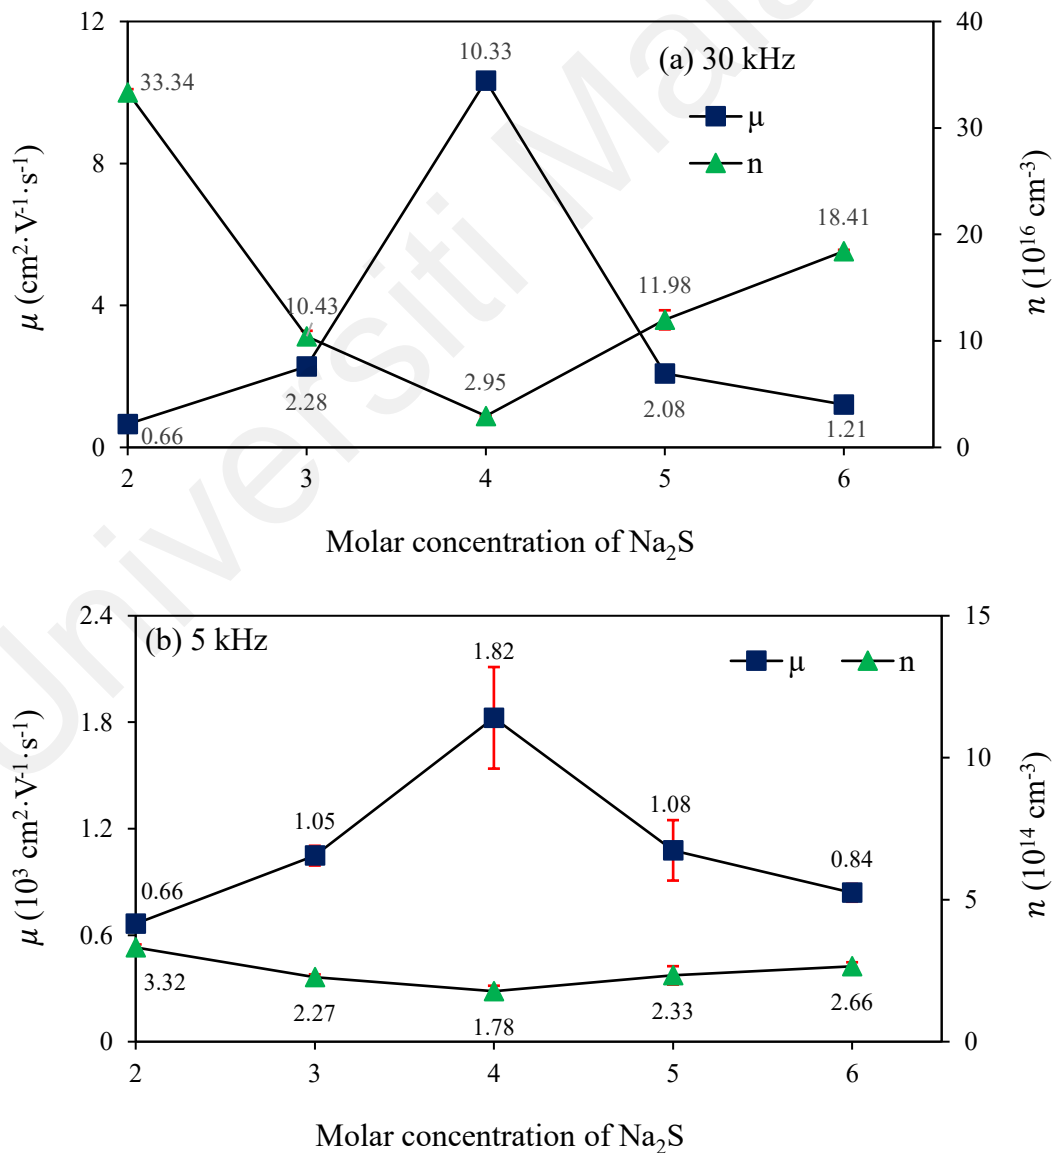 (a) 30 kHz
μ
n
μ (cm²·V⁻¹·s⁻¹)
n (10¹⁶ cm⁻³)
12
8
4
0
40
30
20
10
0
33.34
10.43
2.95
11.98
18.41
0.66
2.28
10.33
2.08
1.21
2 3 4 5 6
Molar concentration of Na₂S
(b) 5 kHz
μ n
μ (10³ cm²·V⁻¹·s⁻¹)
n (10¹⁴ cm⁻³)
2.4
1.8
1.2
0.6
0
15
10
5
0
0.66
1.05
1.82
1.08
0.84
3.32
2.27
1.78
2.33
2.66
2 3 4 5 6
Molar concentration of Na₂S
Universiti Mala